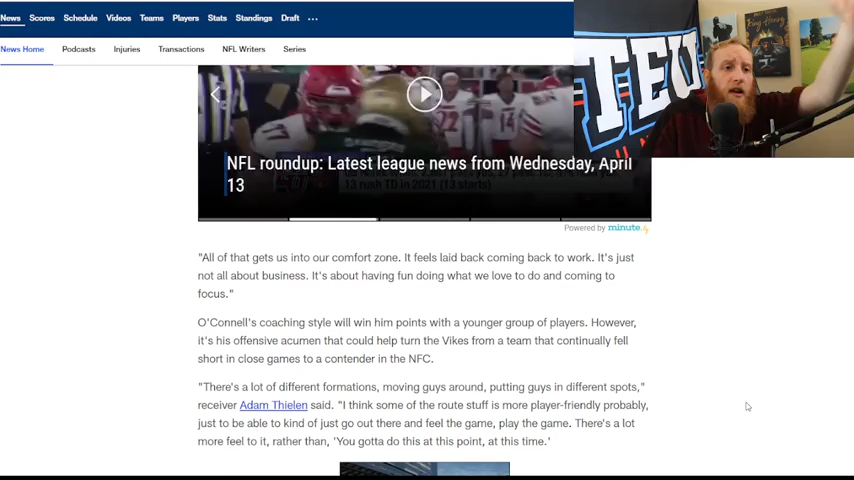 News Scores Schedule Videos Teams Players Stats Standings Draft ...
News Home Podcasts Injuries Transactions NFL Writers Series
TEU
NFL roundup: Latest league news from Wednesday, April
13
Powered by minute.ly
"All of that gets us into our comfort zone. It feels laid back coming back to work. It's just
not all about business. It's about having fun doing what we love to do and coming to
focus."
O'Connell's coaching style will win him points with a younger group of players. However,
it's his offensive acumen that could help turn the Vikes from a team that continually fell
short in close games to a contender in the NFC.
"There's a lot of different formations, moving guys around, putting guys in different spots,"
receiver Adam Thielen said. "I think some of the route stuff is more player-friendly probably,
just to be able to kind of just go out there and feel the game, play the game. There's a lot
more feel to it, rather than, 'You gotta do this at this point, at this time.'